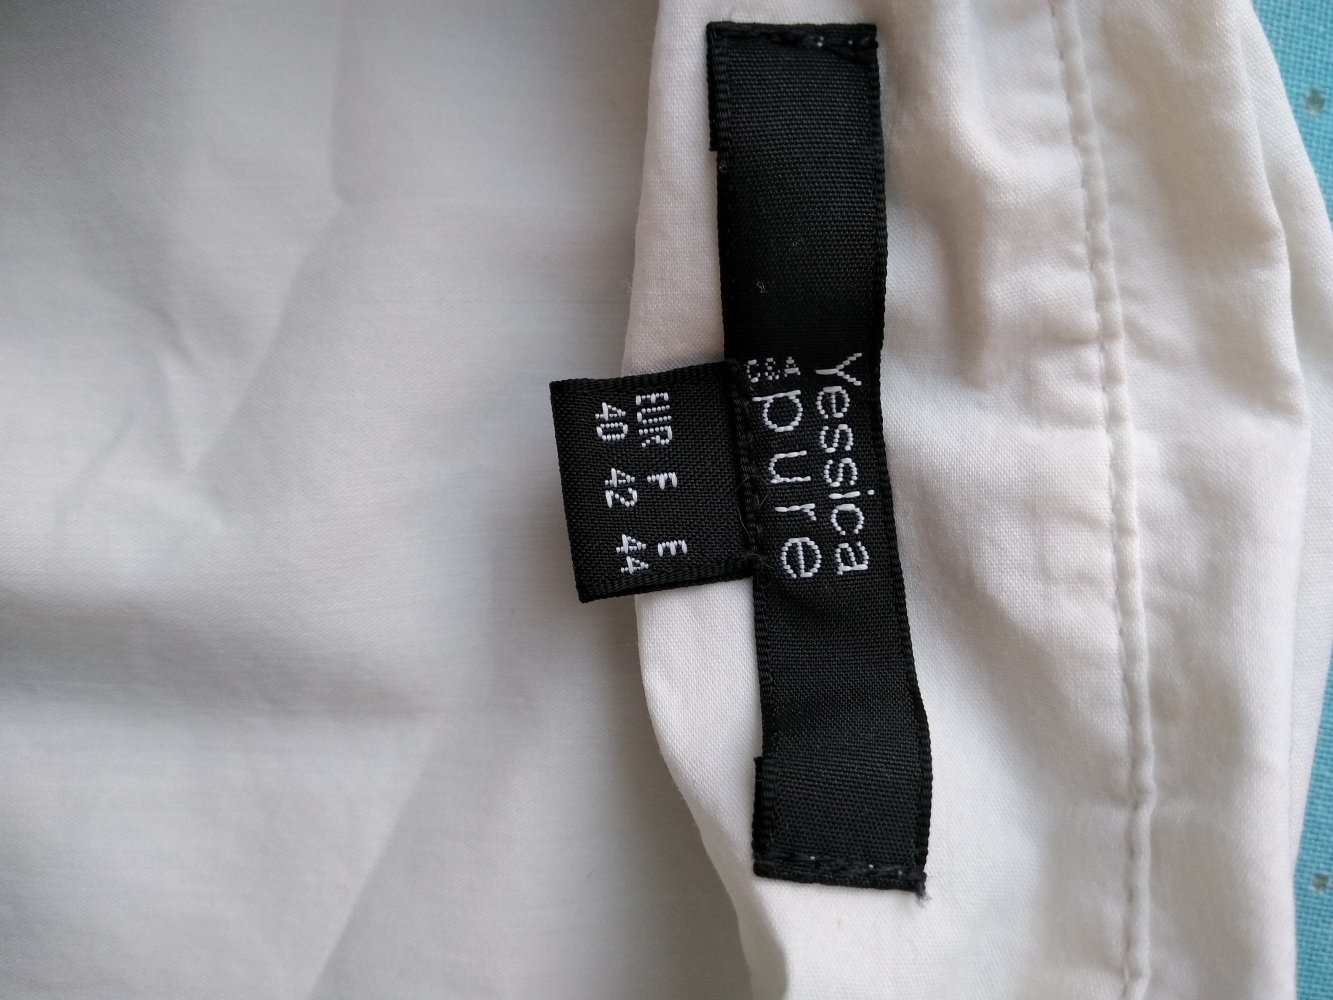 Yessica
pure
C&A
EUR F E
40 42 44